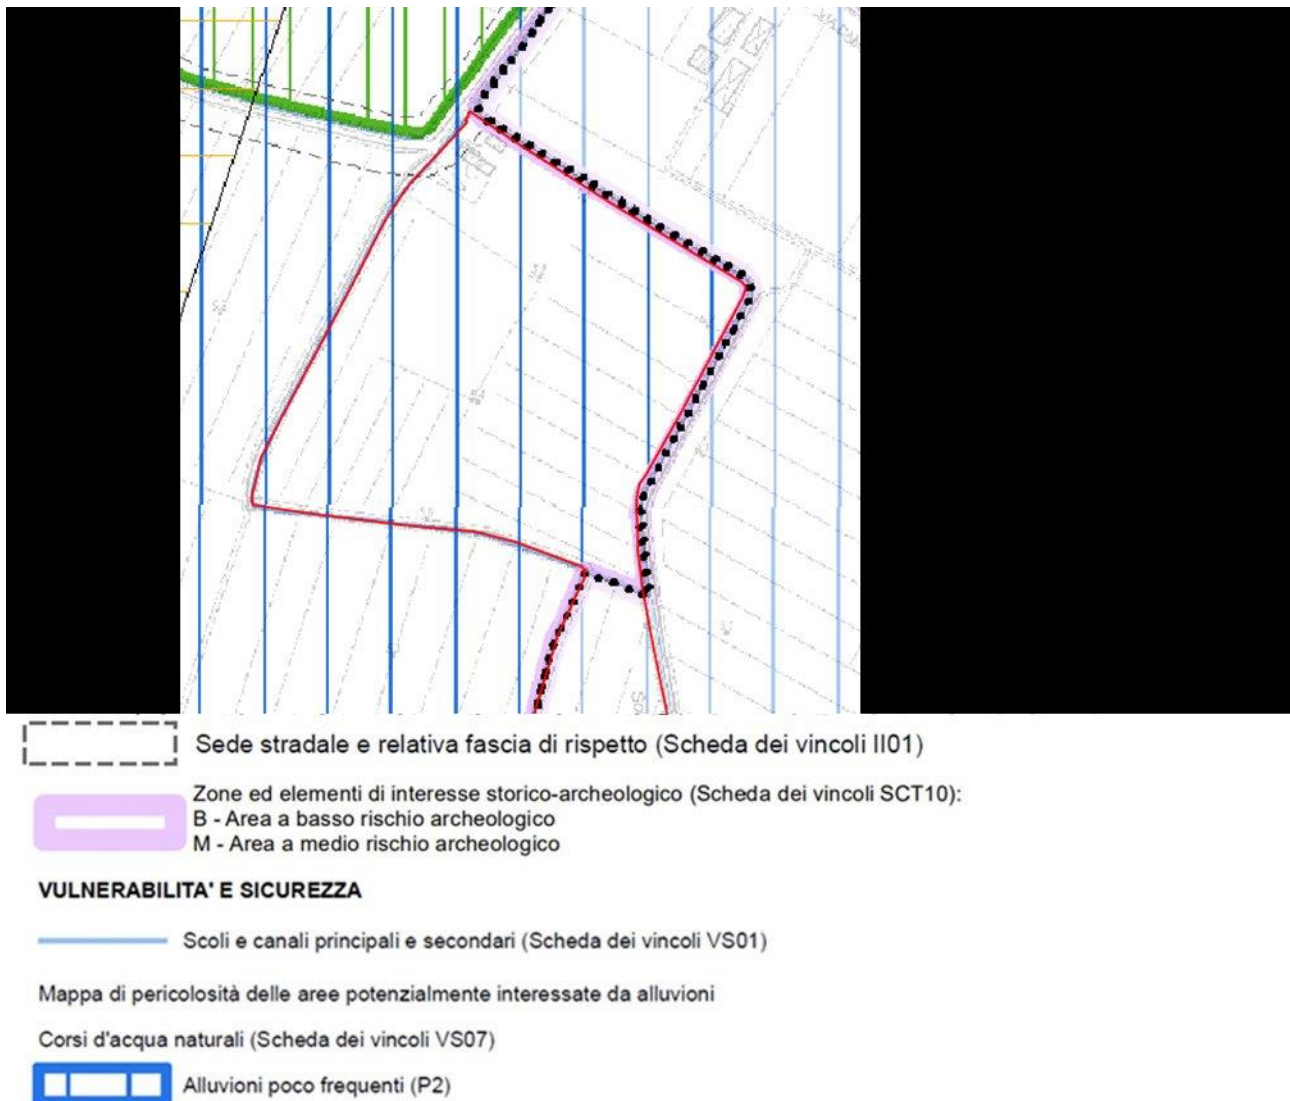 Sede stradale e relativa fascia di rispetto (Scheda dei vincoli II01)
Zone ed elementi di interesse storico-archeologico (Scheda dei vincoli SCT10):
B - Area a basso rischio archeologico
M - Area a medio rischio archeologico
VULNERABILITA' E SICUREZZA
Scoli e canali principali e secondari (Scheda dei vincoli VS01)
Mappa di pericolosità delle aree potenzialmente interessate da alluvioni
Corsi d'acqua naturali (Scheda dei vincoli VS07)
Alluvioni poco frequenti (P2)